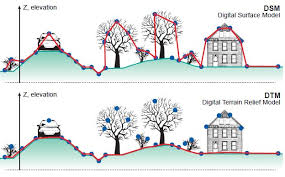 Z, elevation
DSM
Digital Surface Model
Z, elevation
DTM
Digital Terrain Relief Model